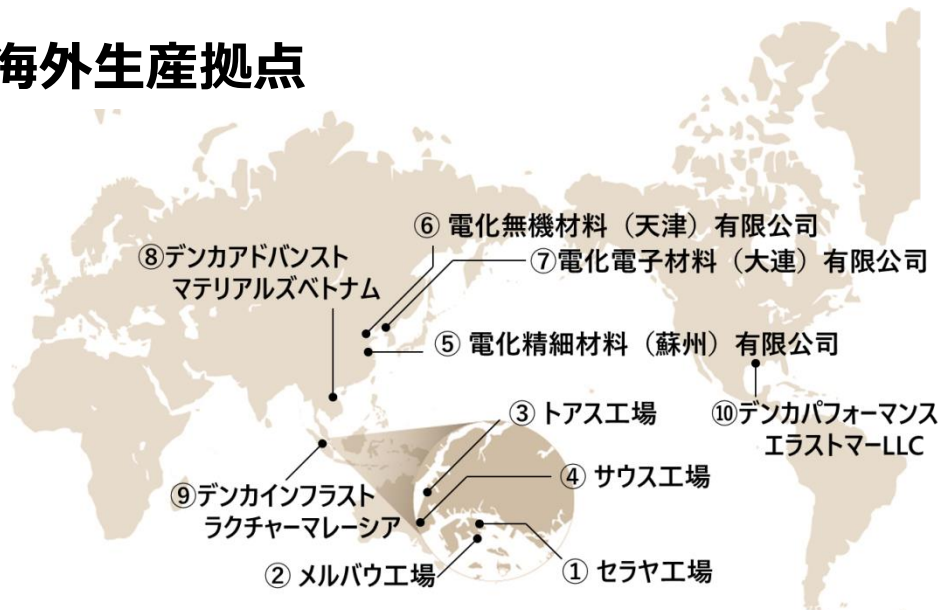 海外生産拠点
⑥ 電化無機材料（天津）有限公司
⑧デンカアドバンスト
マテリアルズベトナム
⑦電化電子材料（大連）有限公司
⑤ 電化精細材料（蘇州）有限公司
③ トアス工場
⑩デンカパフォーマンス
エラストマーLLC
④ サウス工場
⑨デンカインフラスト
ラクチャーマレーシア
② メルバウ工場
① セラヤ工場